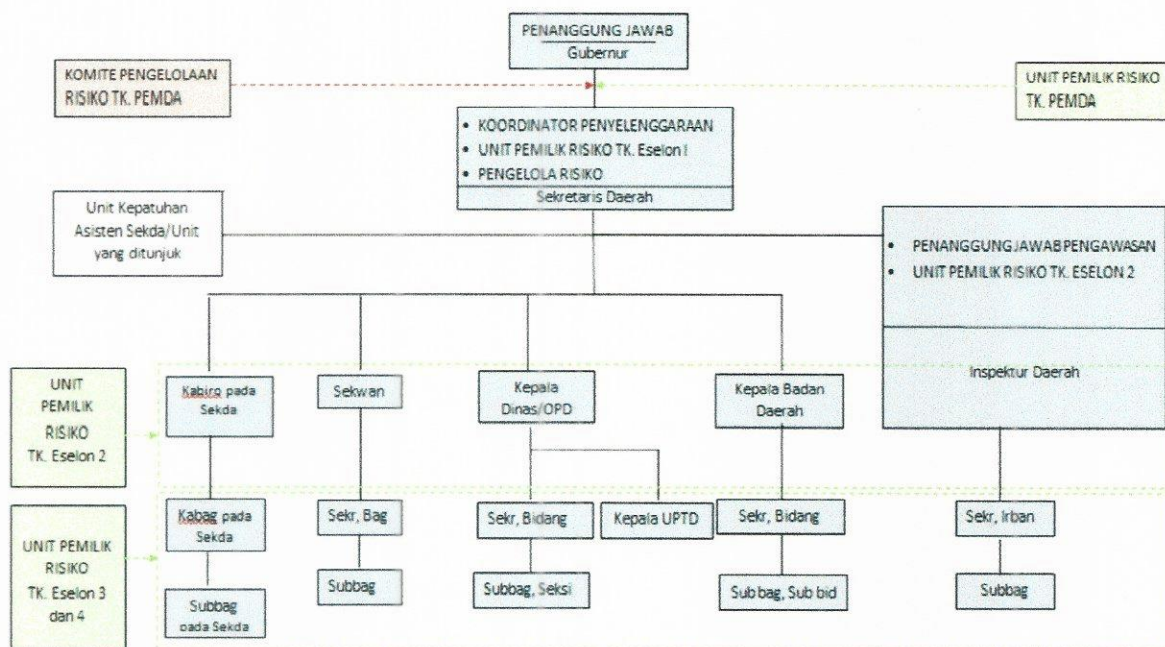 PENANGGUNG JAWAB
Gubernur
KOMITE PENGELOLAAN
RISIKO TK. PEMDA
UNIT PEMILIK RISIKO
TK. PEMDA
• KOORDINATOR PENYELENGGARAAN
• UNIT PEMILIK RISIKO TK. Eselon I
• PENGELOLA RISIKO
Sekretaris Daerah
Unit Kepatuhan
Asisten Sekda/Unit
yang ditunjuk
• PENANGGUNG JAWAB PENGAWASAN
• UNIT PEMILIK RISIKO TK. ESELON 2
Inspektur Daerah
UNIT
PEMILIK
RISIKO
TK. Eselon 2
Kabiro pada
Sekda
Sekwan
Kepala
Dinas/OPD
Kepala Badan
Daerah
UNIT PEMILIK
RISIKO
TK. Eselon 3
dan 4
Kabag pada
Sekda
Sekr, Bag
Sekr, Bidang
Kepala UPTD
Sekr, Bidang
Sekr, Irban
Subbag
pada Sekda
Subbag
Subbag, Seksi
Sub bag, Sub bid
Subbag